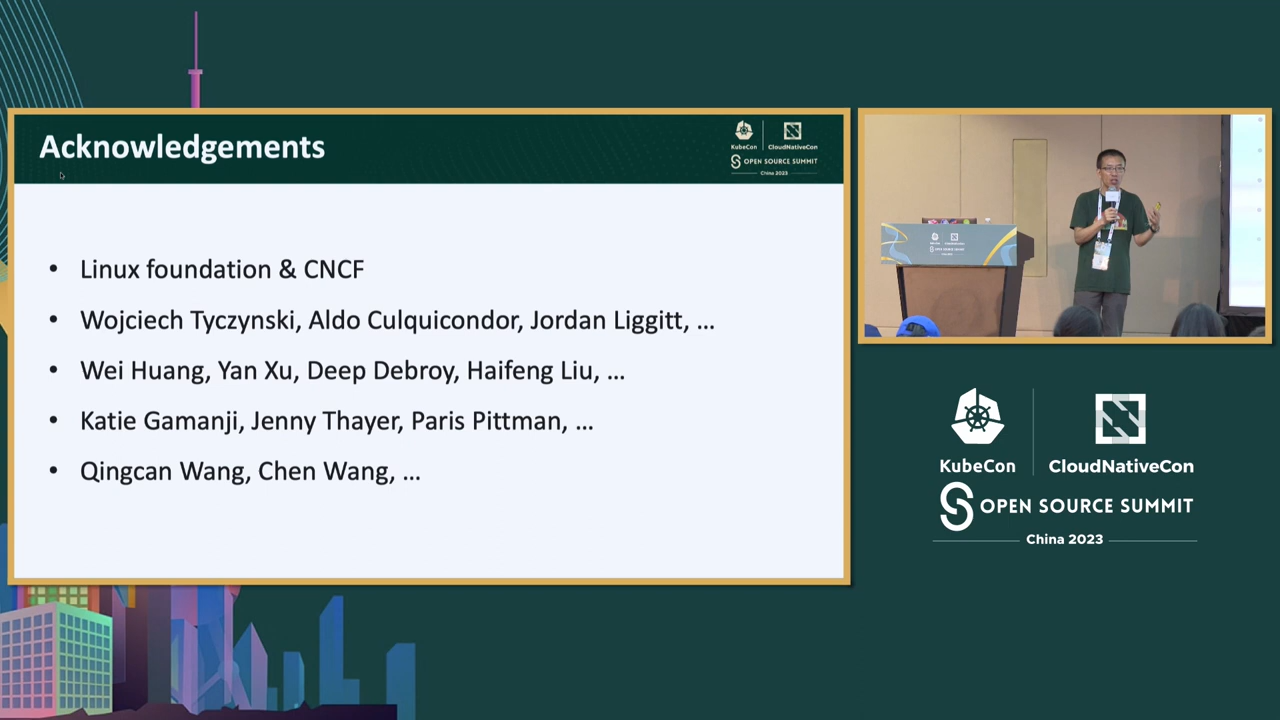 Acknowledgements
KubeCon
CloudNativeCon
OPEN SOURCE SUMMIT
China 2023
• Linux foundation & CNCF
• Wojciech Tyczynski, Aldo Culquicondor, Jordan Liggitt, ...
• Wei Huang, Yan Xu, Deep Debroy, Haifeng Liu, ...
• Katie Gamanji, Jenny Thayer, Paris Pittman, ...
• Qingcan Wang, Chen Wang, ...
KubeCon
CloudNativeCon
OPEN SOURCE SUMMIT
China 2023